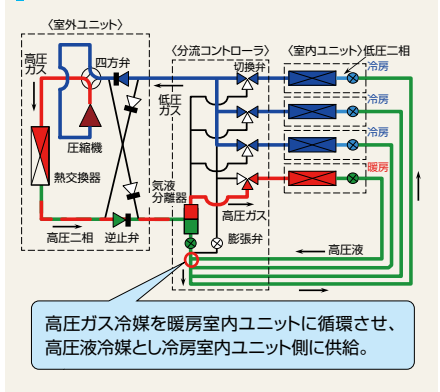 〈室外ユニット〉
〈分流コントローラ〉
〈室内ユニット〉
低圧二相
高圧
ガス
四方弁
切換弁
冷房
低圧
ガス
冷房
圧縮機
冷房
熱交換器
気液
分離器
暖房
高圧ガス
高圧二相
逆止弁
膨張弁
高圧液
高圧ガス冷媒を暖房室内ユニットに循環させ、
高圧液冷媒とし冷房室内ユニット側に供給。